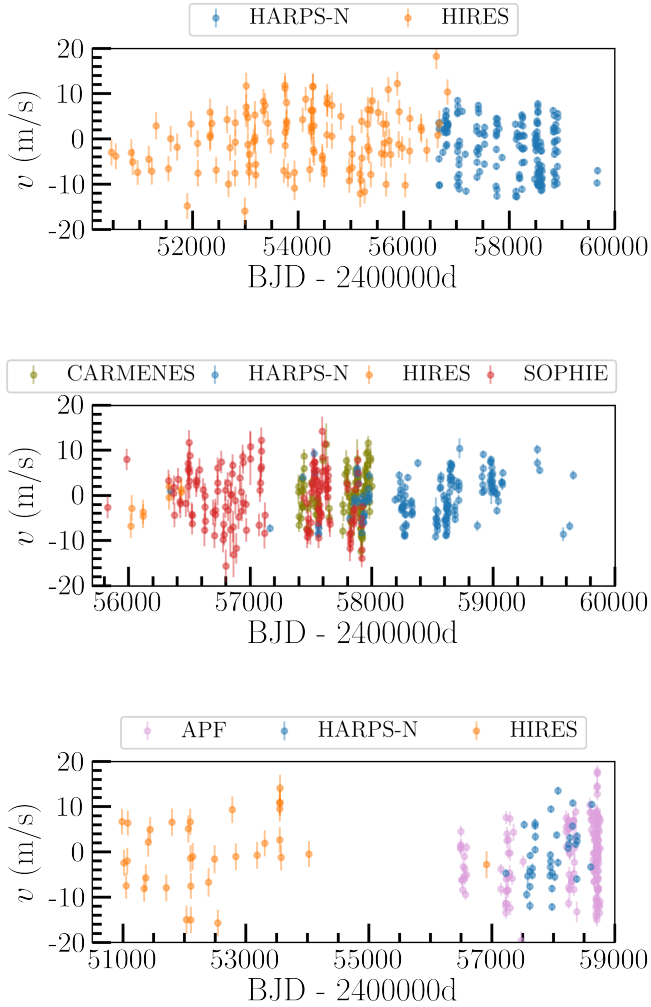 HARPS-N HIRES
20
10
0
-10
-20
v (m/s)
52000 54000 56000 58000 60000
BJD - 2400000d
CARMENES HARPS-N HIRES SOPHIE
20
10
0
-10
-20
v (m/s)
56000 57000 58000 59000 60000
BJD - 2400000d
APF HARPS-N HIRES
20
10
0
-10
-20
v (m/s)
51000 53000 55000 57000 59000
BJD - 2400000d